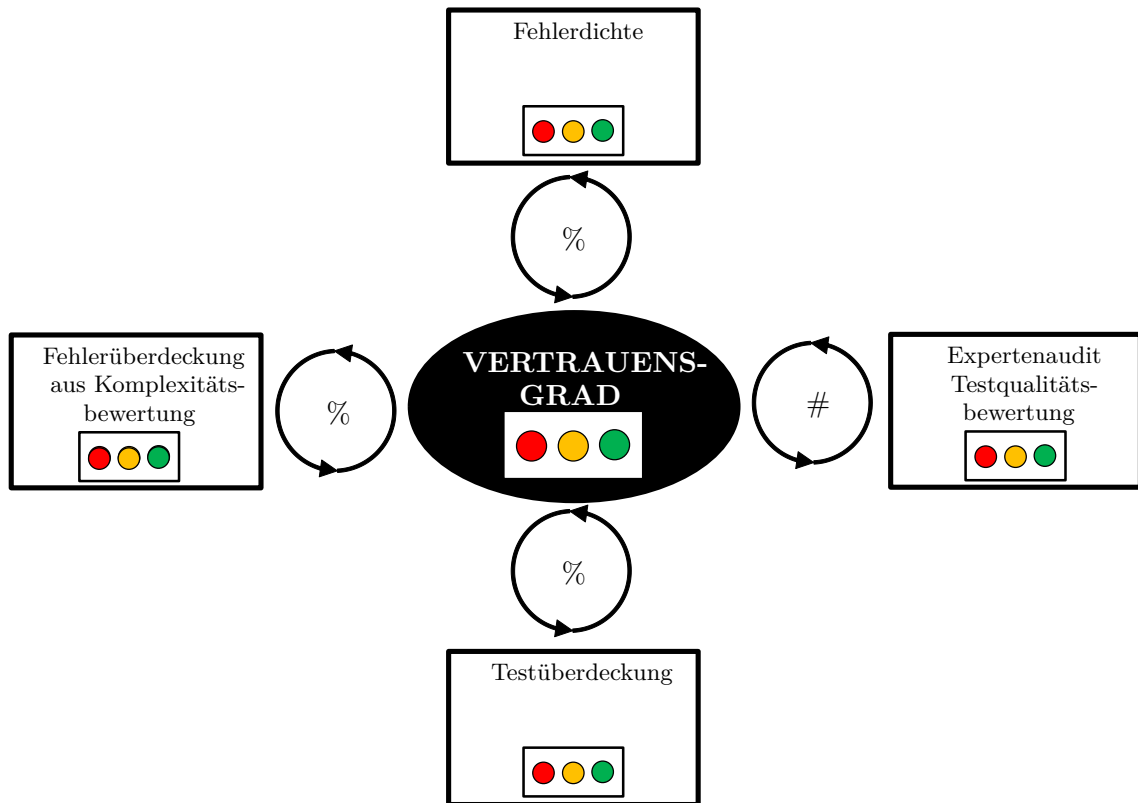 Fehlerdichte
%
Fehlerüberdeckung
aus Komplexitäts-
bewertung
%
VERTRAUENS-
GRAD
#
Expertenaudit
Testqualitäts-
bewertung
%
Testüberdeckung